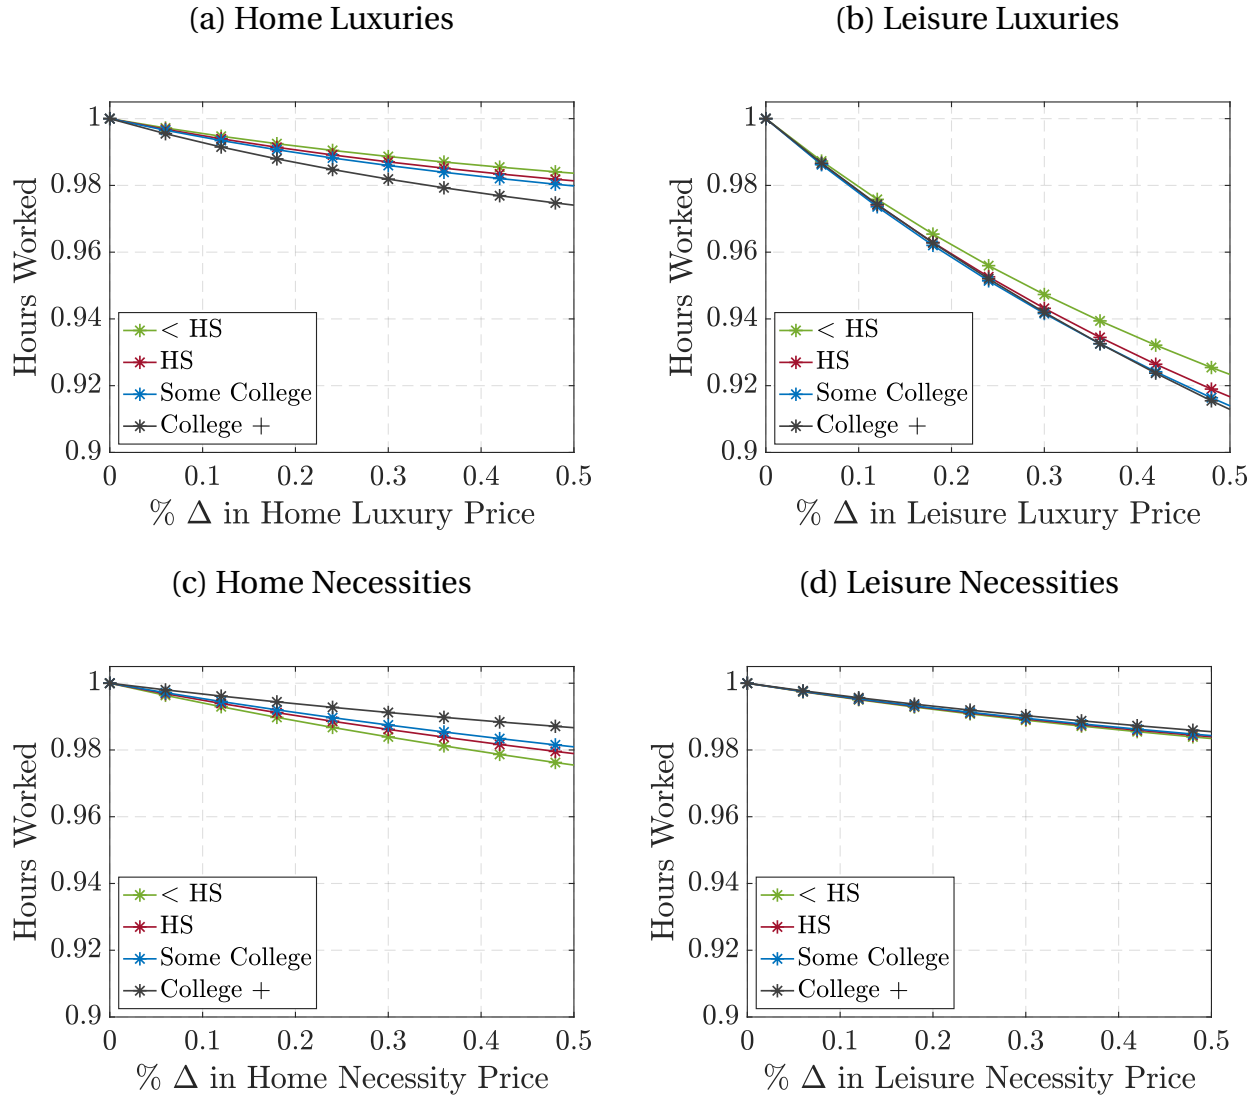 (a) Home Luxuries
Hours Worked
1
0.98
0.96
0.94
0.92
0.9
< HS
HS
Some College
College +
0 0.1 0.2 0.3 0.4 0.5
% Δ in Home Luxury Price
(b) Leisure Luxuries
Hours Worked
1
0.98
0.96
0.94
0.92
0.9
< HS
HS
Some College
College +
0 0.1 0.2 0.3 0.4 0.5
% Δ in Leisure Luxury Price
(c) Home Necessities
Hours Worked
1
0.98
0.96
0.94
0.92
0.9
< HS
HS
Some College
College +
0 0.1 0.2 0.3 0.4 0.5
% Δ in Home Necessity Price
(d) Leisure Necessities
Hours Worked
1
0.98
0.96
0.94
0.92
0.9
< HS
HS
Some College
College +
0 0.1 0.2 0.3 0.4 0.5
% Δ in Leisure Necessity Price